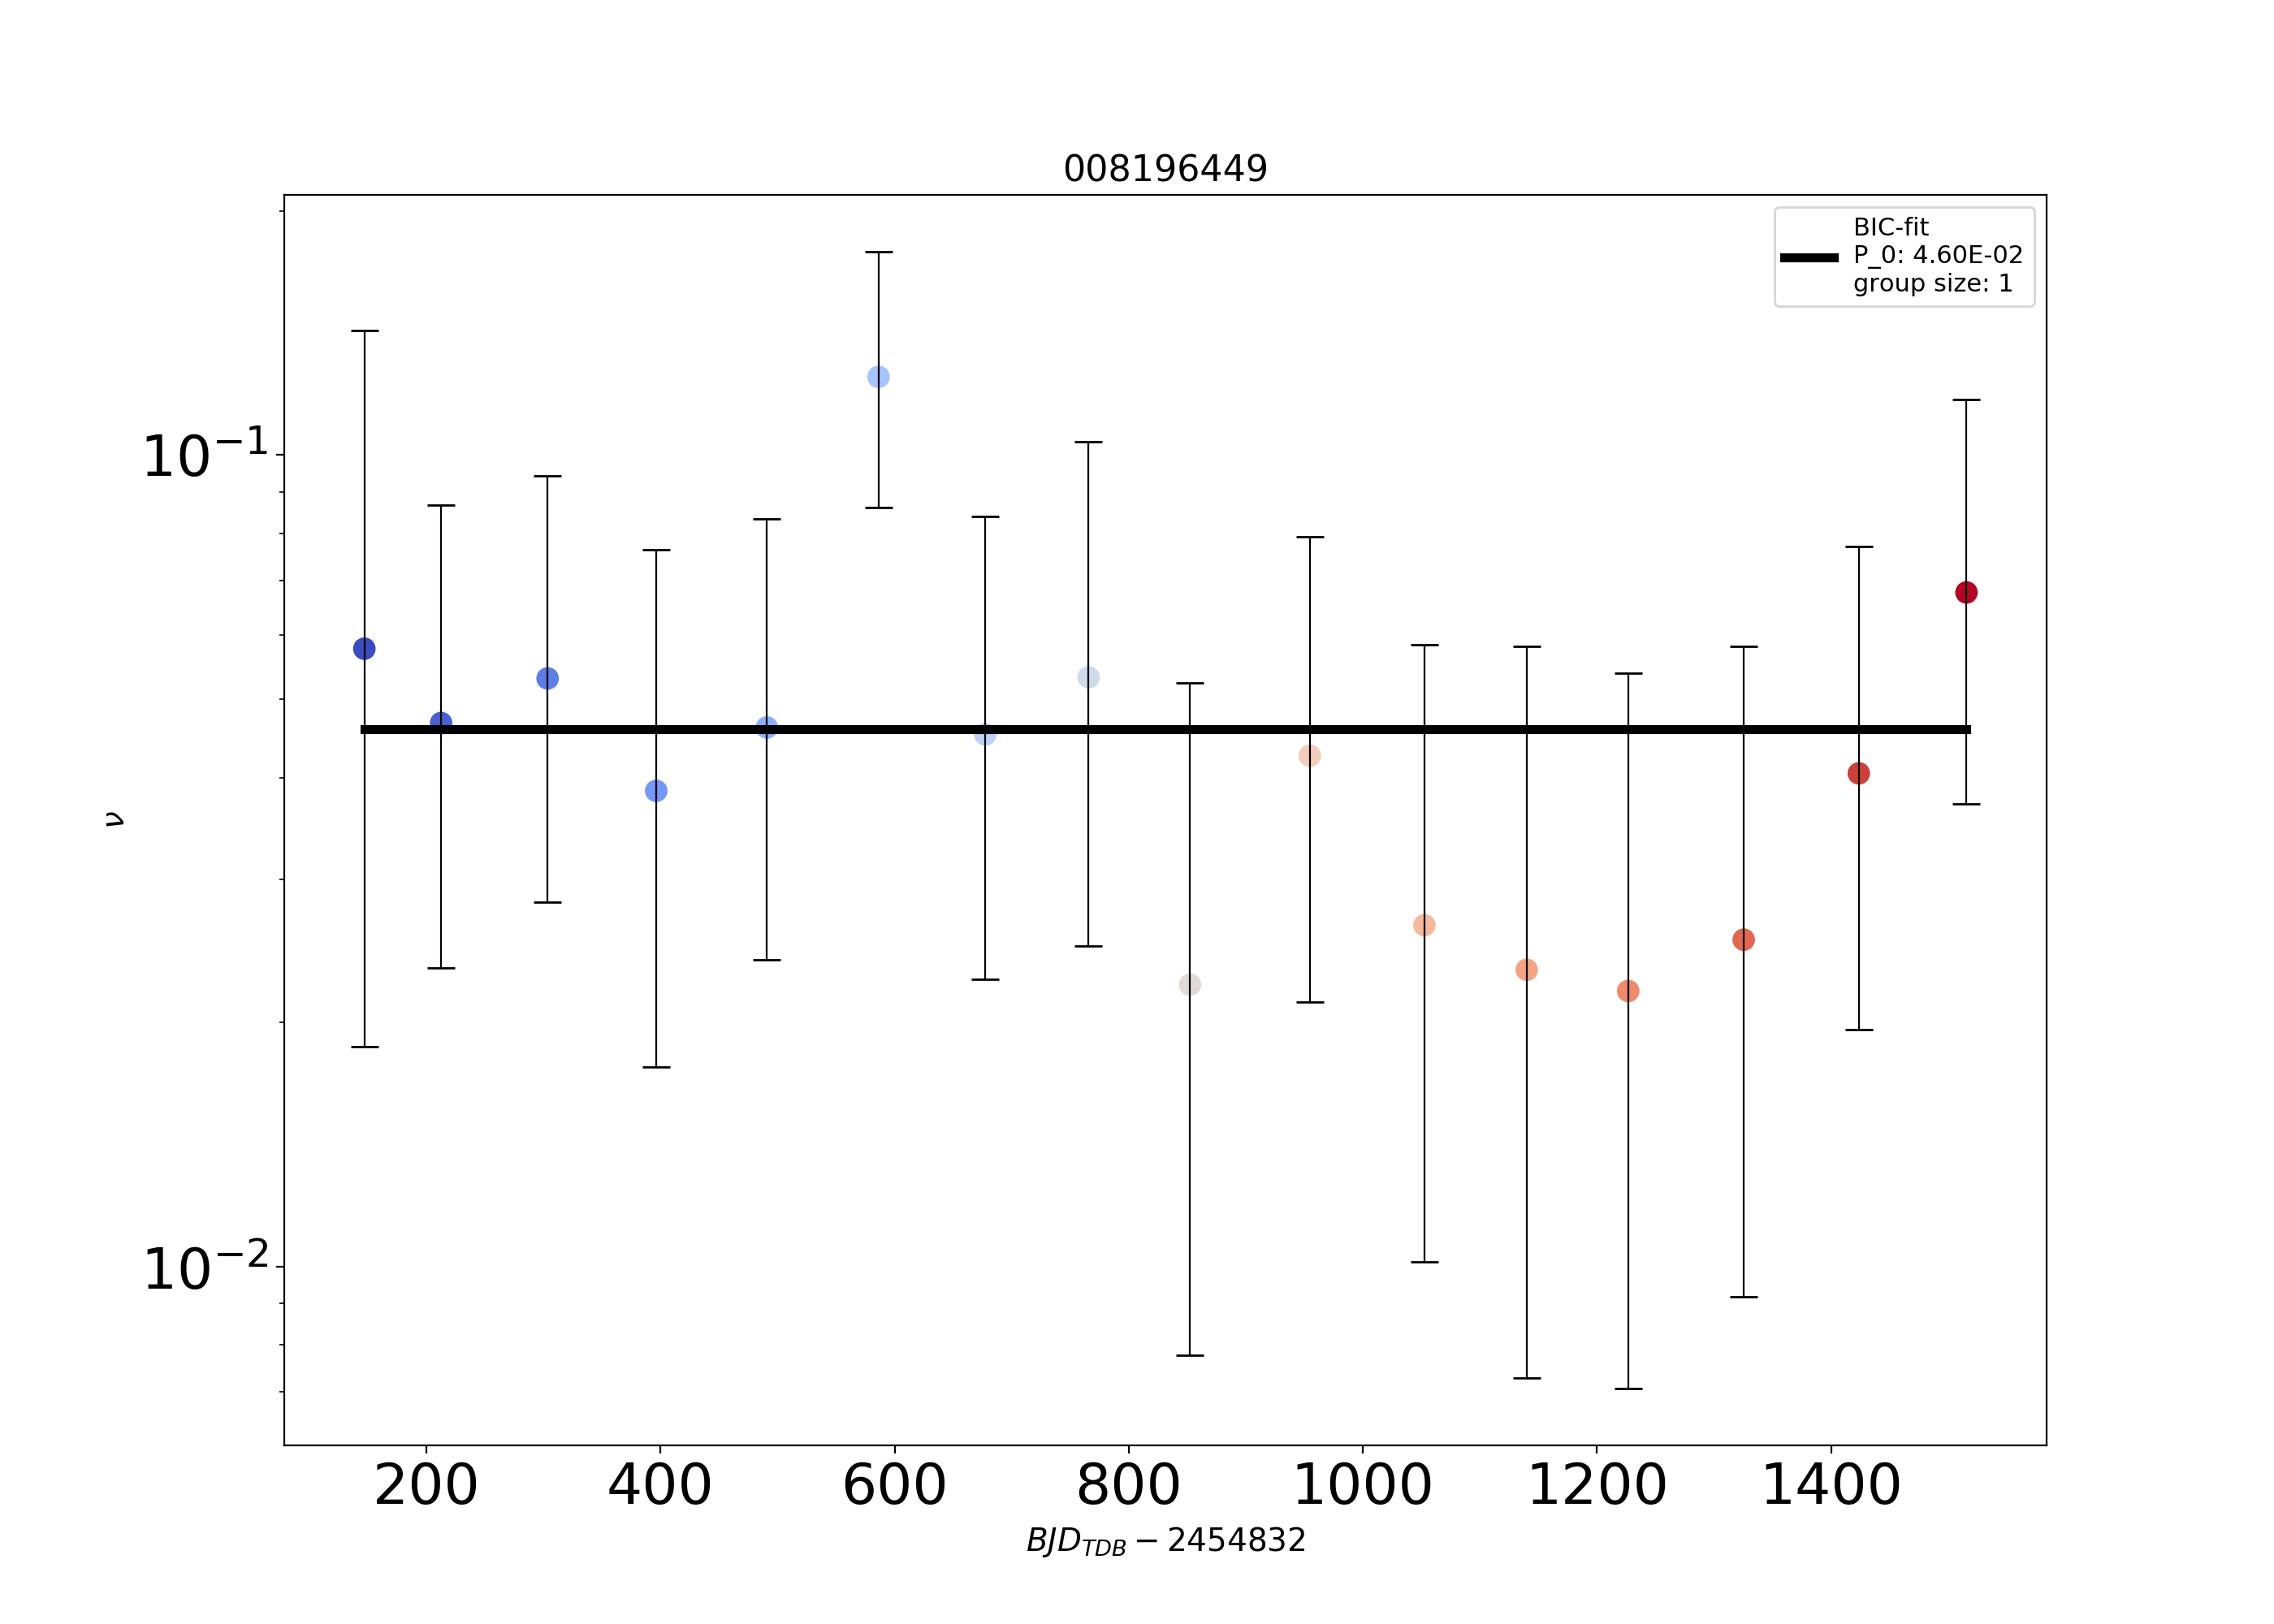 008196449
BIC-fit
P_0: 4.60E-02
group size: 1
10⁻¹
ν
10⁻²
200 400 600 800 1000 1200 1400
BJD_TDB − 2454832